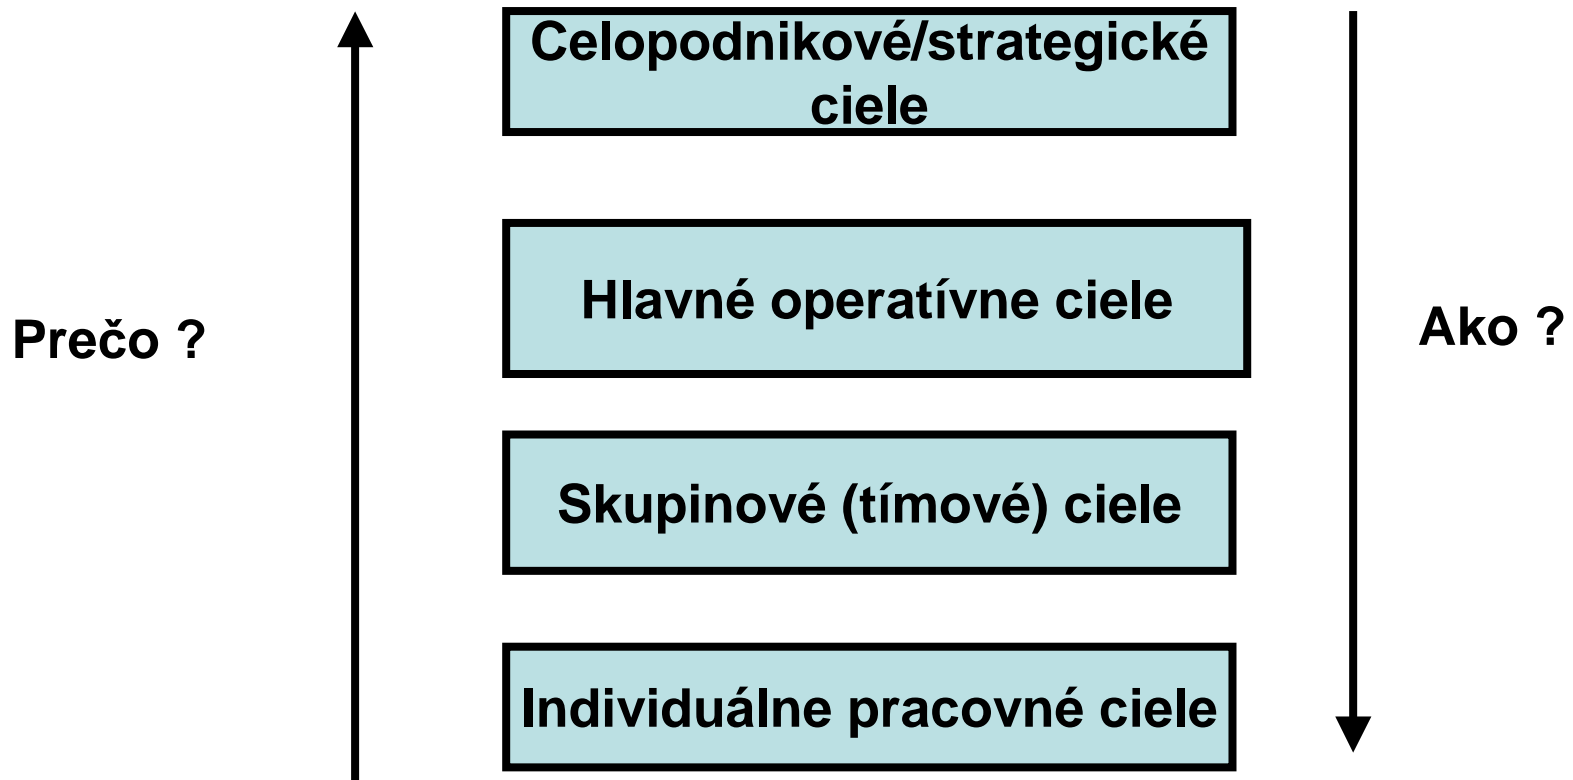 Celopodnikové/strategické
ciele
Hlavné operatívne ciele
Prečo ?
Ako ?
Skupinové (tímové) ciele
Individuálne pracovné ciele